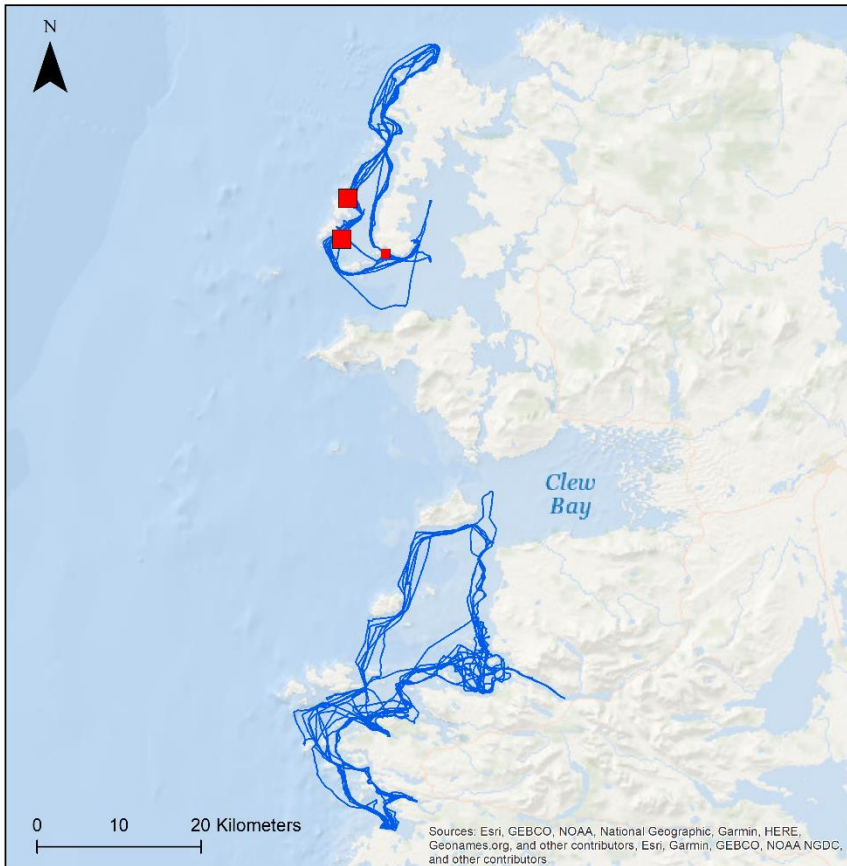 N
Clew
Bay
0 10 20 Kilometers
Sources: Esri, GEBCO, NOAA, National Geographic, Garmin, HERE,
Geonames.org, and other contributors, Esri, Garmin, GEBCO, NOAA NGDC,
and other contributors